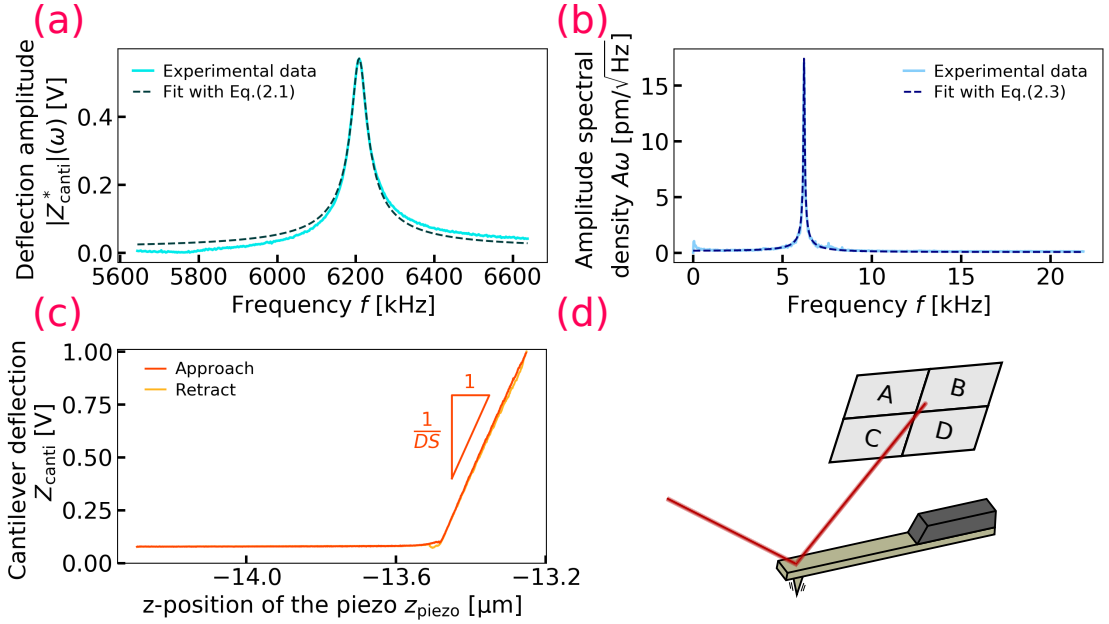 (a)
Deflection amplitude
|Z*canti|(ω) [V]
0.4
0.2
0.0
Experimental data
Fit with Eq.(2.1)
5600 5800 6000 6200 6400 6600
Frequency f [kHz]
(b)
Amplitude spectral
density Aω [pm/√Hz]
15
10
5
0
Experimental data
Fit with Eq.(2.3)
0 5 10 15 20
Frequency f [kHz]
(c)
Cantilever deflection
Zcanti [V]
1.00
0.75
0.50
0.25
0.00
Approach
Retract
1
1
DS
−14.0 −13.6 −13.2
z-position of the piezo zpiezo [μm]
(d)
A B
C D